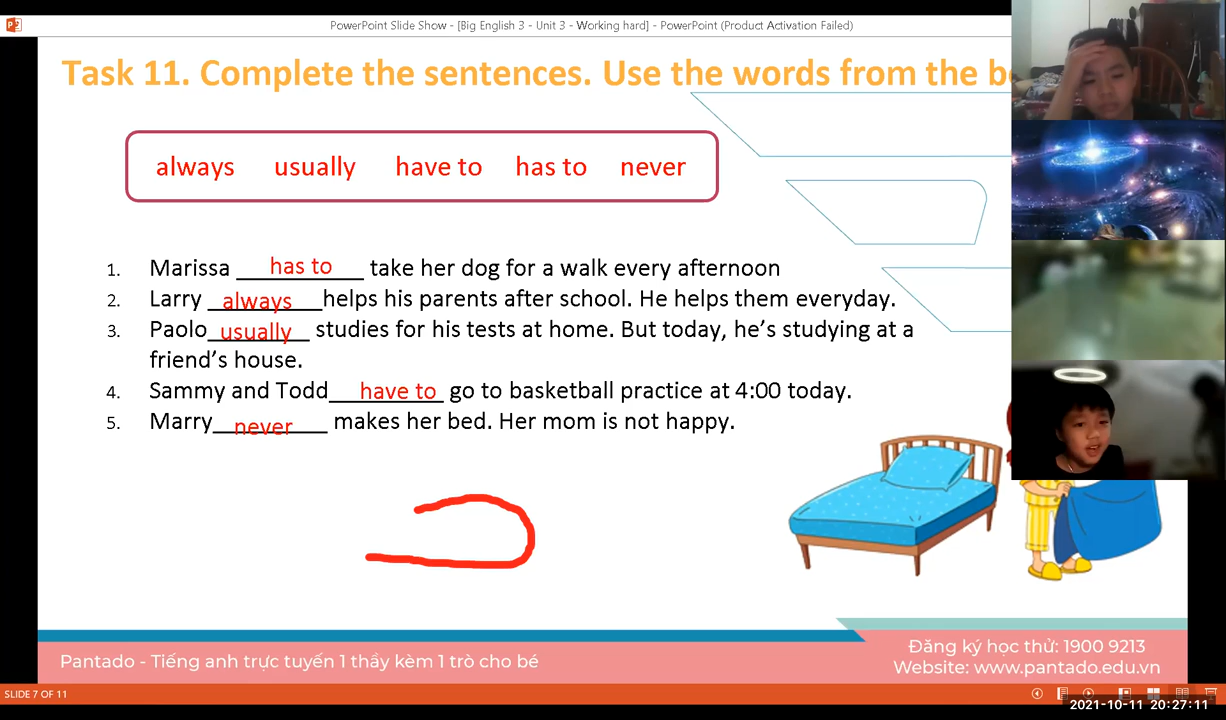 PowerPoint Slide Show - [Big English 3 - Unit 3 - Working hard] - PowerPoint (Product Activation Failed)
Task 11. Complete the sentences. Use the words from the
always usually have to has to never
1. Marissa has to take her dog for a walk every afternoon
2. Larry always helps his parents after school. He helps them everyday.
3. Paolo usually studies for his tests at home. But today, he's studying at a
friend's house.
4. Sammy and Todd have to go to basketball practice at 4:00 today.
5. Marry never makes her bed. Her mom is not happy.
Pantado - Tiếng anh trực tuyến 1 thầy kèm 1 trò cho bé
Đăng ký học thử: 1900 9213
Website: www.pantado.edu.vn
SLIDE 7 OF 11
2021-10-11 20:27:11